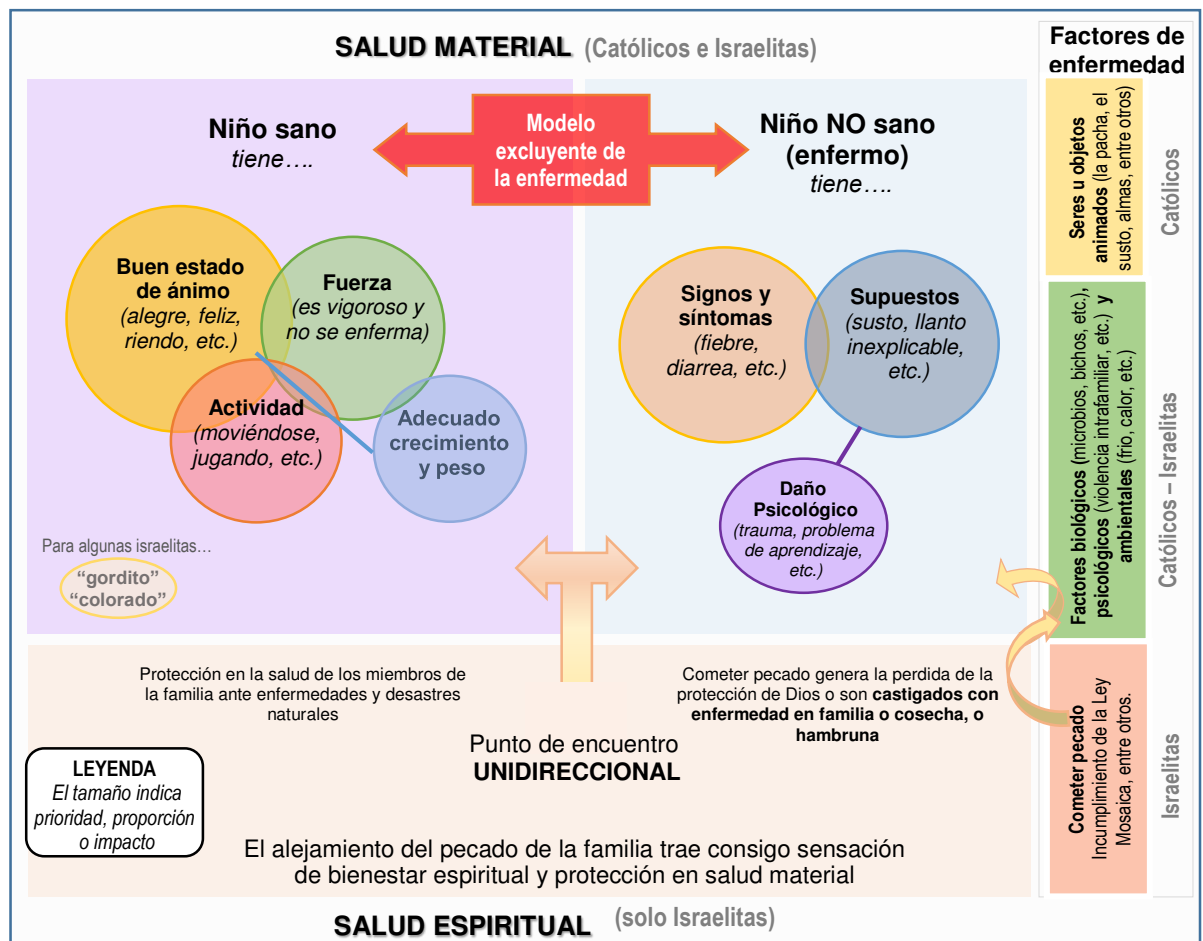 SALUD MATERIAL (Católicos e Israelitas)
Niño sano
tiene….
Modelo
excluyente de
la enfermedad
Niño NO sano
(enfermo)
tiene….
Buen estado
de ánimo
(alegre, feliz,
riendo, etc.)
Fuerza
(es vigoroso y
no se enferma)
Actividad
(moviéndose,
jugando, etc.)
Adecuado
crecimiento
y peso
Para algunas israelitas…
“gordito”
“colorado”
Signos y
síntomas
(fiebre,
diarrea, etc.)
Supuestos
(susto, llanto
inexplicable,
etc.)
Daño
Psicológico
(trauma, problema
de aprendizaje,
etc.)
Protección en la salud de los miembros de
la familia ante enfermedades y desastres
naturales
Cometer pecado genera la perdida de la
protección de Dios o son castigados con
enfermedad en familia o cosecha, o
hambruna
Punto de encuentro
UNIDIRECCIONAL
LEYENDA
El tamaño indica
prioridad, proporción
o impacto
El alejamiento del pecado de la familia trae consigo sensación
de bienestar espiritual y protección en salud material
SALUD ESPIRITUAL (solo Israelitas)
Factores de
enfermedad
Seres u objetos
animados (la pacha, el
susto, almas, entre otros)
Católicos
Factores biológicos (microbios, bichos, etc.),
psicológicos (violencia intrafamiliar, etc.) y
ambientales (frio, calor, etc.)
Católicos – Israelitas
Cometer pecado
Incumplimiento de la Ley
Mosaica, entre otros.
Israelitas